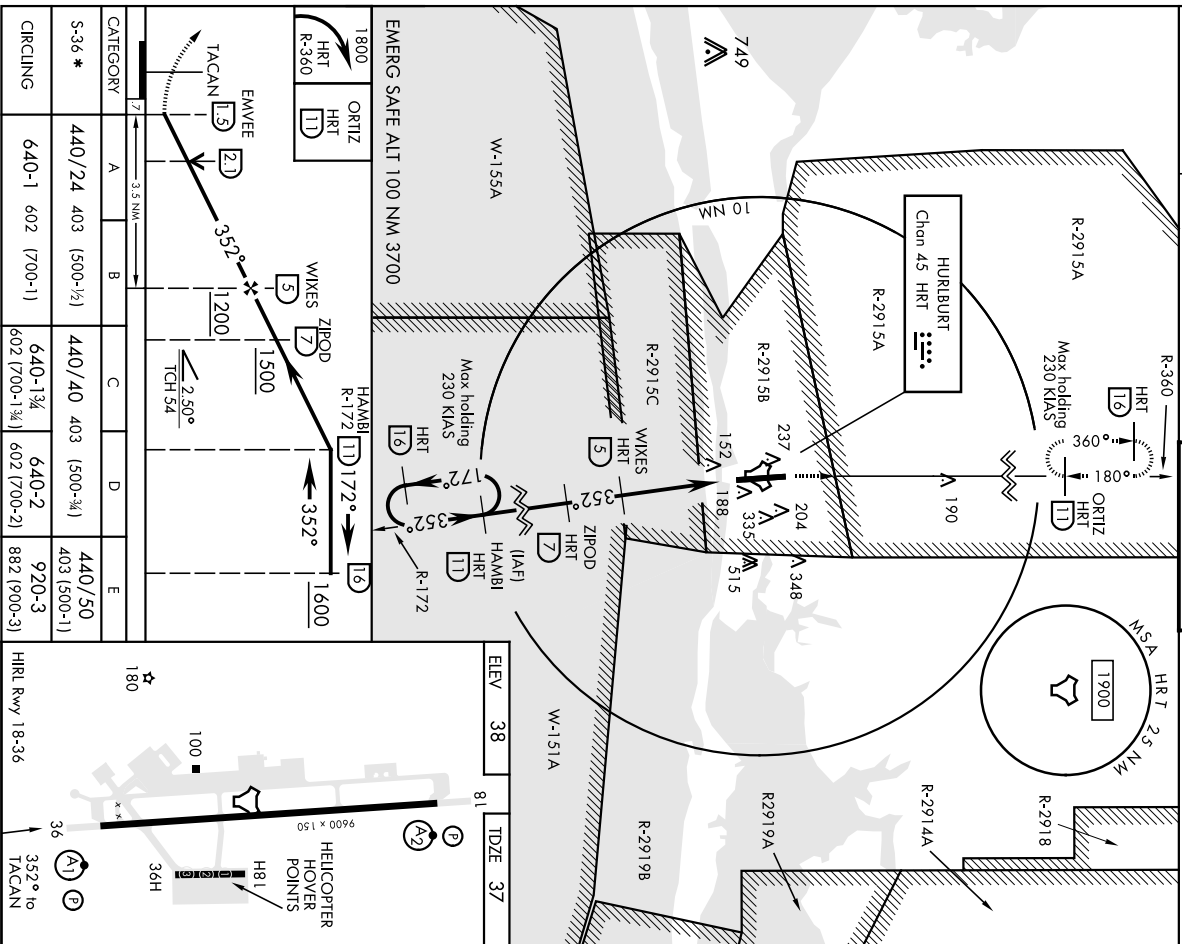 R-360
HRT
16
Max holding
230 KIAS
360°
180°
ORTIZ
HRT
11
R-2915A
HURLBURT
Chan 45 HRT
R-2915A
190
MSA HRT 25 NM
1900
R-2918
R-2914A
R2919A
749
10 NM
R-2915B
237
204
335
188
152
515
348
R-2915C
WIXES
HRT
5
352°
ZIPOD
HRT
7
R-2919B
W-155A
Max holding
230 KIAS
HRT
16
172°
352°
(IAF)
HAMBI
HRT
11
R-172
W-151A
EMERG SAFE ALT 100 NM 3700
1800
HRT
R-360
ORTIZ
HRT
11
TACAN
EMVEE
1.5
2.1
352°
WIXES
5
1200
ZIPOD
7
1500
HAMBI
R-172
11
172°
16
352°
1600
2.50°
TCH 54
.7
3.5 NM
CATEGORY
A
B
C
D
E
S-36 *
440/24 403 (500-½)
440/40 403 (500-¾)
440/50
403 (500-1)
CIRCLING
640-1 602 (700-1)
640-1¾
602 (700-1¾)
640-2
602 (700-2)
920-3
882 (900-3)
ELEV 38
TDZE 37
18
P
A2
9600 x 150
HELICOPTER
HOVER
POINTS
H81
1
2
3
36H
100
180
x x
36
A1
P
352° to
TACAN
HIRL Rwy 18-36